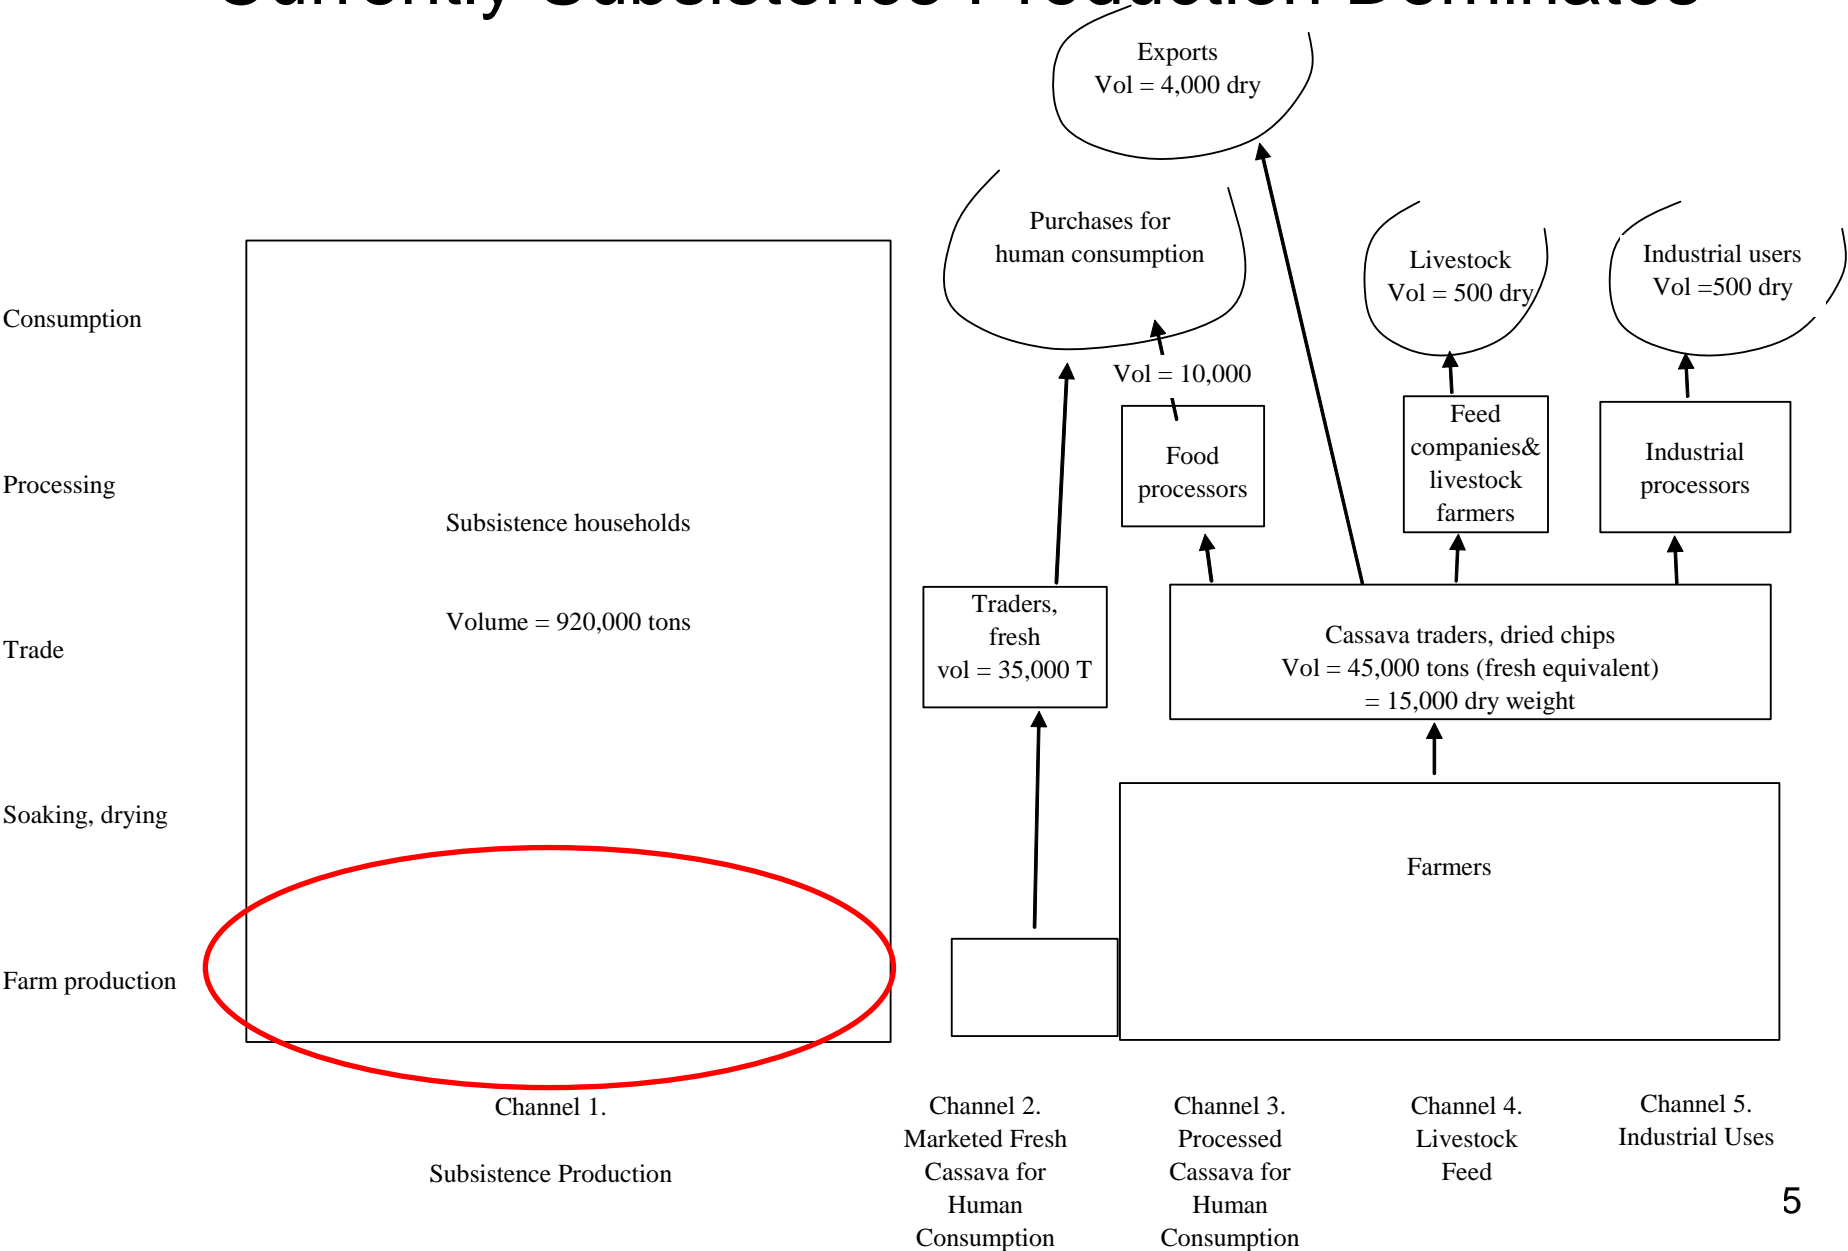 Currently Subsistence Production Dominates
Exports
Vol = 4,000 dry
Purchases for
human consumption
Livestock
Vol = 500 dry
Industrial users
Vol =500 dry
Consumption
Vol = 10,000
Processing
Food
processors
Feed
companies&
livestock
farmers
Industrial
processors
Subsistence households
Volume = 920,000 tons
Trade
Traders,
fresh
vol = 35,000 T
Cassava traders, dried chips
Vol = 45,000 tons (fresh equivalent)
= 15,000 dry weight
Soaking, drying
Farmers
Farm production
Channel 1.
Subsistence Production
Channel 2.
Marketed Fresh
Cassava for
Human
Consumption
Channel 3.
Processed
Cassava for
Human
Consumption
Channel 4.
Livestock
Feed
Channel 5.
Industrial Uses
5